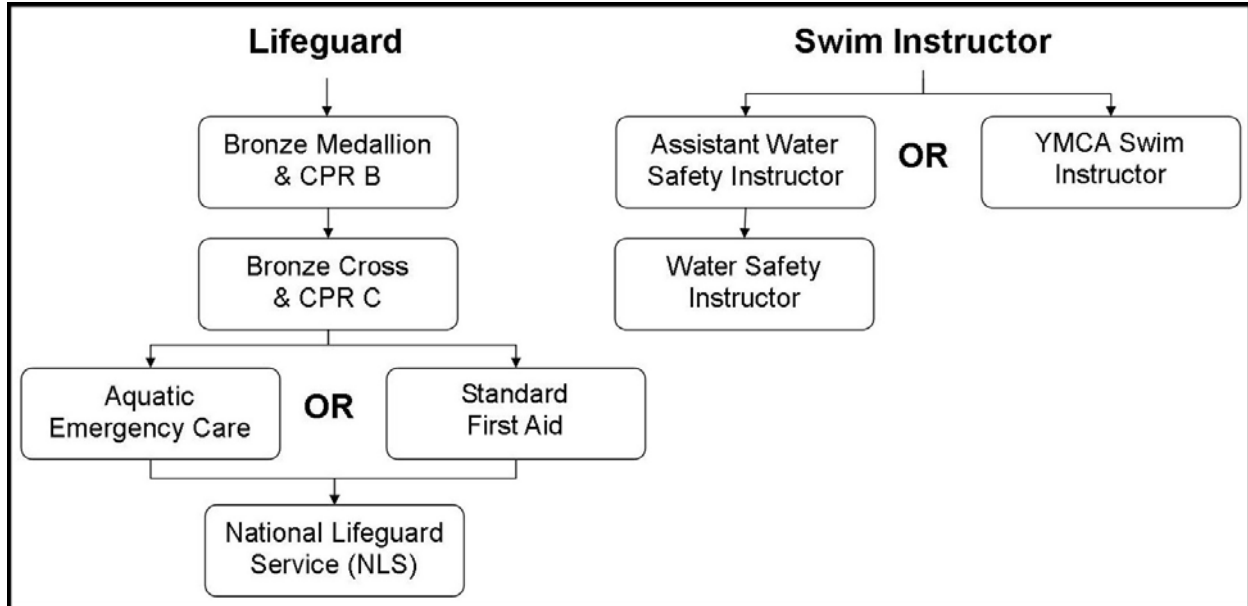 Lifeguard
Bronze Medallion
& CPR B
Bronze Cross
& CPR C
Aquatic
Emergency Care
OR
Standard
First Aid
National Lifeguard
Service (NLS)
Swim Instructor
Assistant Water
Safety Instructor
OR
YMCA Swim
Instructor
Water Safety
Instructor